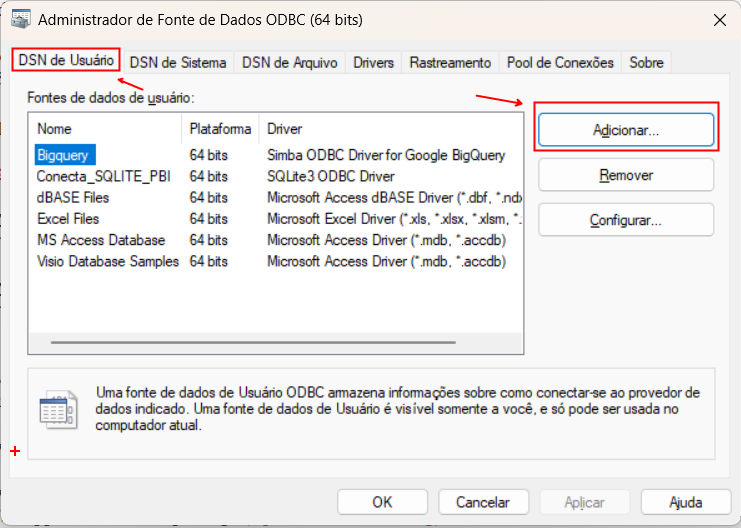 Administrador de Fonte de Dados ODBC (64 bits)
DSN de Usuário DSN de Sistema DSN de Arquivo Drivers Rastreamento Pool de Conexões Sobre
Fontes de dados de usuário:
Nome Plataforma Driver
Bigquery 64 bits Simba ODBC Driver for Google BigQuery
Conecta_SQLITE_PBI 64 bits SQLite3 ODBC Driver
dBASE Files 64 bits Microsoft Access dBASE Driver (*.dbf, *.ndx
Excel Files 64 bits Microsoft Excel Driver (*.xls, *.xlsx, *.xlsm, *.
MS Access Database 64 bits Microsoft Access Driver (*.mdb, *.accdb)
Visio Database Samples 64 bits Microsoft Access Driver (*.mdb, *.accdb)
Adicionar...
Remover
Configurar...
Uma fonte de dados de Usuário ODBC armazena informações sobre como conectar-se ao provedor de
dados indicado. Uma fonte de dados de Usuário é visível somente a você, e só pode ser usada no
computador atual.
OK Cancelar Aplicar Ajuda